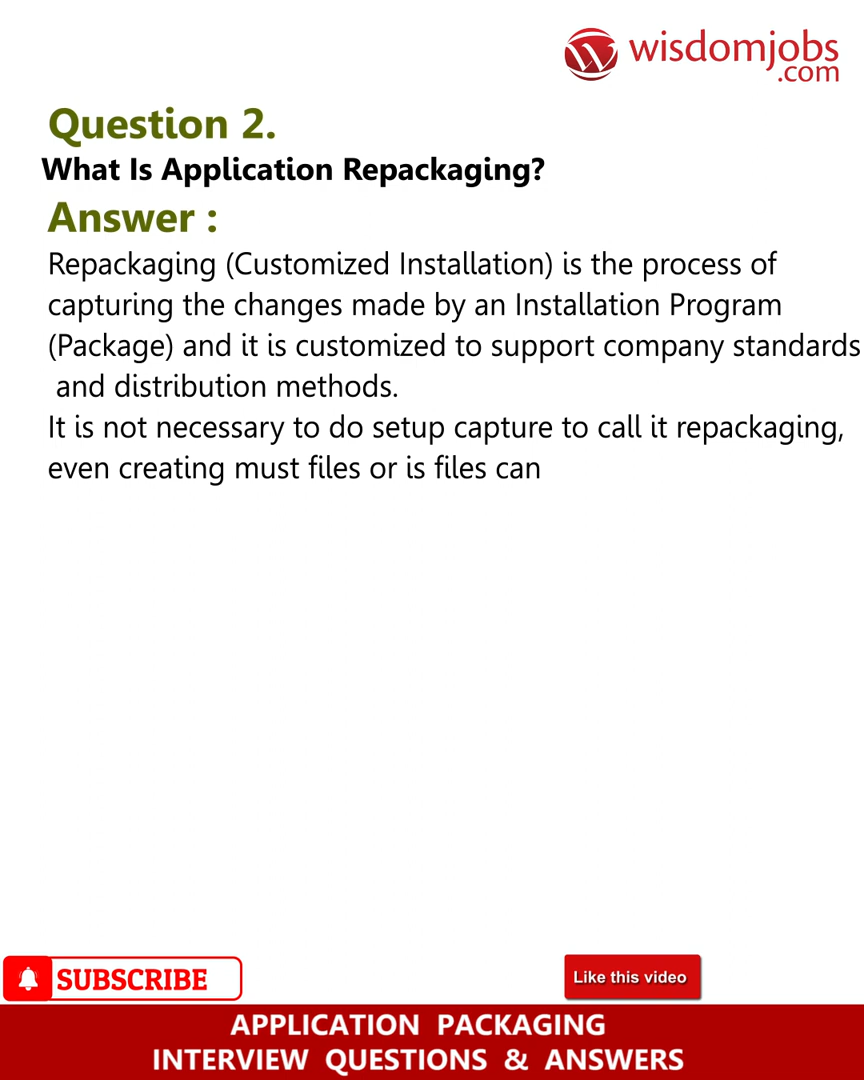 wisdomjobs
.com
Question 2.
What Is Application Repackaging?
Answer :
Repackaging (Customized Installation) is the process of
capturing the changes made by an Installation Program
(Package) and it is customized to support company standards
and distribution methods.
It is not necessary to do setup capture to call it repackaging,
even creating must files or is files can
SUBSCRIBE
Like this video
APPLICATION PACKAGING
INTERVIEW QUESTIONS & ANSWERS